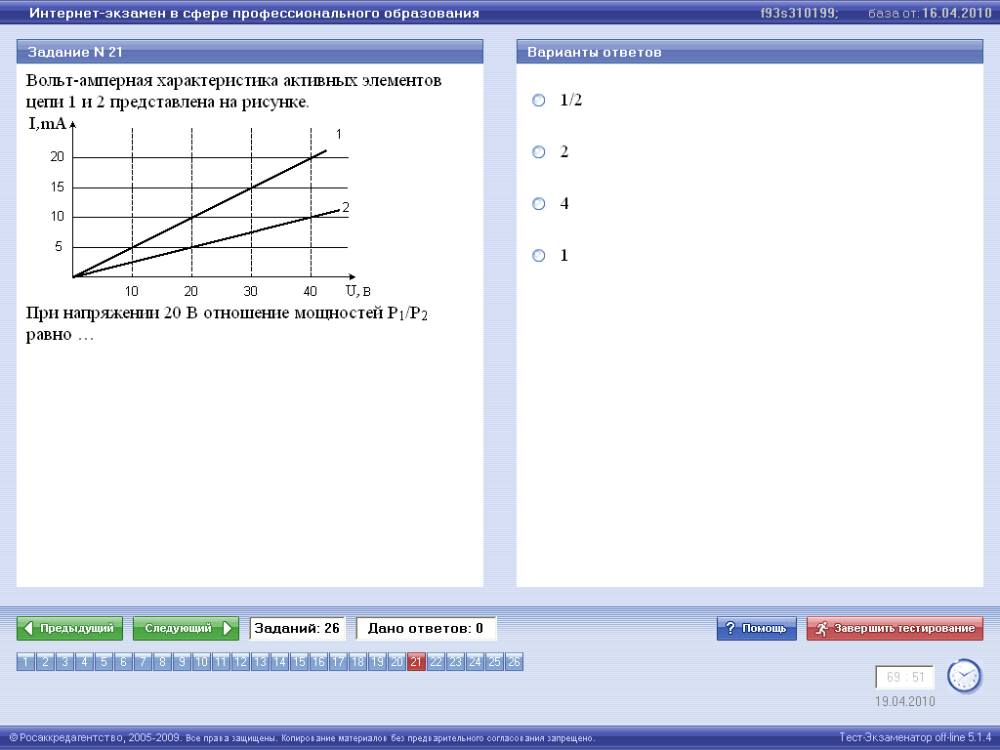 Интернет-экзамен в сфере профессионального образования
f93s310199; база от: 16.04.2010
Задание N 21
Вольт-амперная характеристика активных элементов
цепи 1 и 2 представлена на рисунке.
I,mA
1
20
15
2
10
5
10 20 30 40 U, в
При напряжении 20 В отношение мощностей P1/P2
равно …
Варианты ответов
1/2
2
4
1
Предыдущий Следующий Заданий: 26 Дано ответов: 0 ? Помощь Завершить тестирование
1 2 3 4 5 6 7 8 9 10 11 12 13 14 15 16 17 18 19 20 21 22 23 24 25 26
69 : 51
19.04.2010
© Росаккредагентство, 2005-2009. Все права защищены. Копирование материалов без предварительного согласования запрещено.
Тест-Экзаменатор off-line 5.1.4